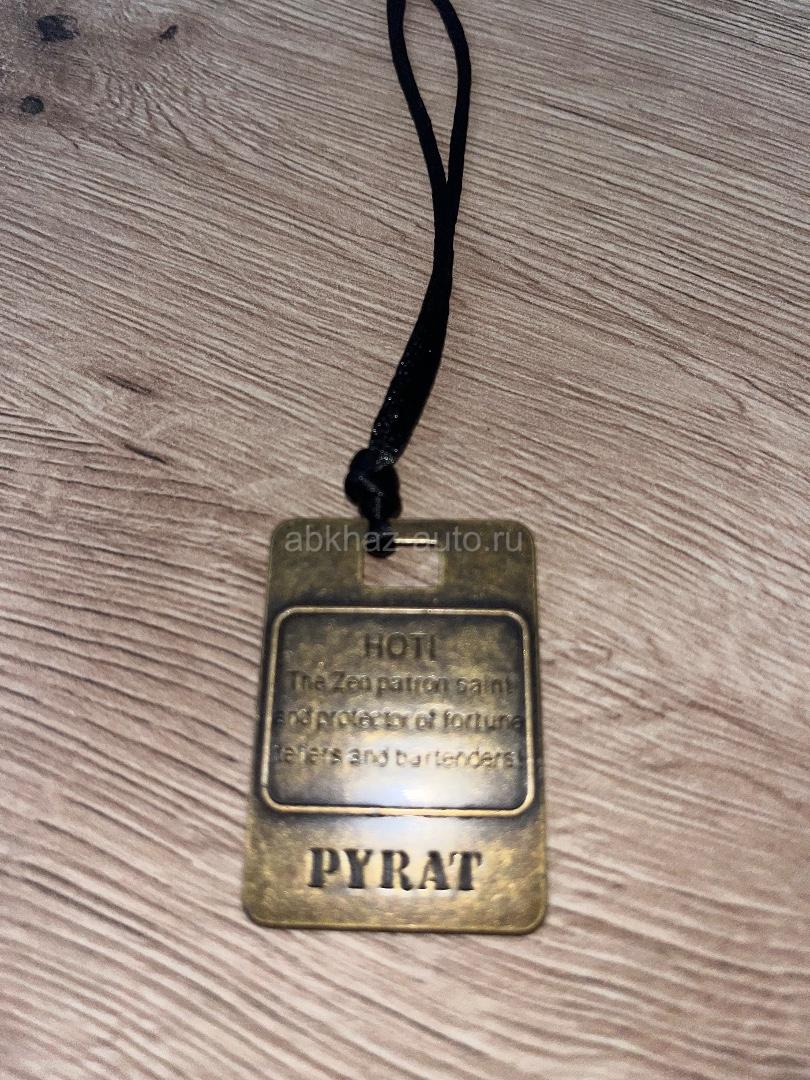 abkhaz-auto.ru
HOTI
The Zen patron saint
and protector of fortune
tellers and bartenders!
PYRAT